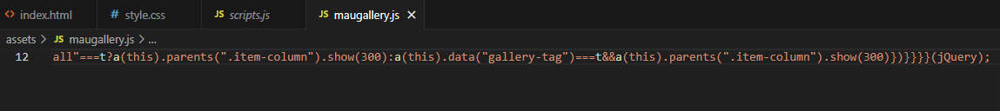 index.html # style.css JS scripts.js JS maugallery.js
assets > JS maugallery.js > ...
12 all"===t?a(this).parents(".item-column").show(300):a(this).data("gallery-tag")===t&&a(this).parents(".item-column").show(300)})}}}}(jQuery);